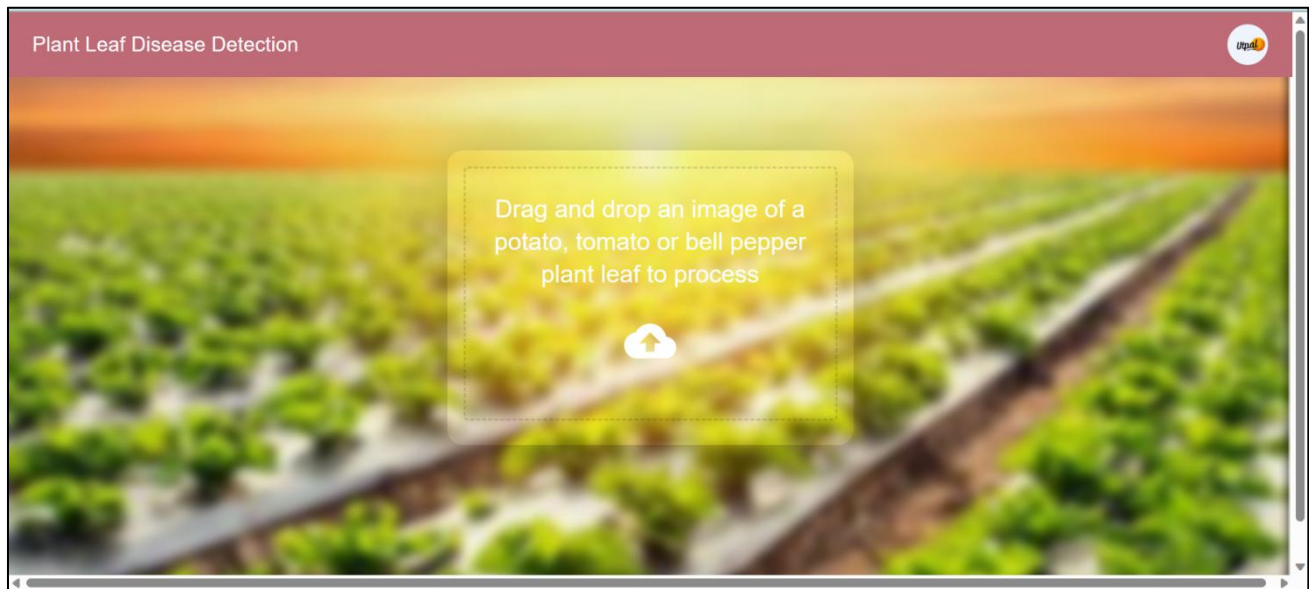 Plant Leaf Disease Detection
Utpal
Drag and drop an image of a
potato, tomato or bell pepper
plant leaf to process